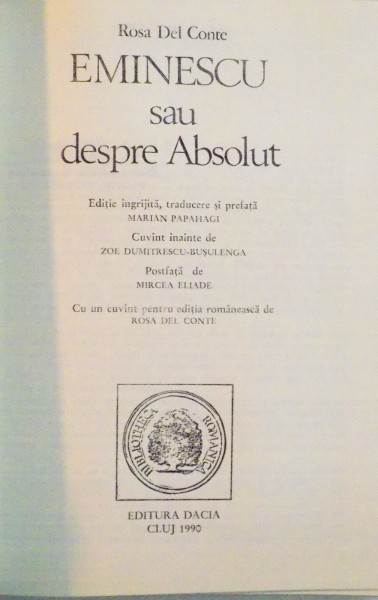 Rosa Del Conte
EMINESCU
sau
despre Absolut
Ediție îngrijită, traducere și prefață
MARIAN PAPAHAGI
Cuvînt înainte de
ZOE DUMITRESCU-BUȘULENGA
Postfață de
MIRCEA ELIADE
Cu un cuvînt pentru ediția românească de
ROSA DEL CONTE
BIBLIOTHECA ROMANICA
EDITURA DACIA
CLUJ 1990